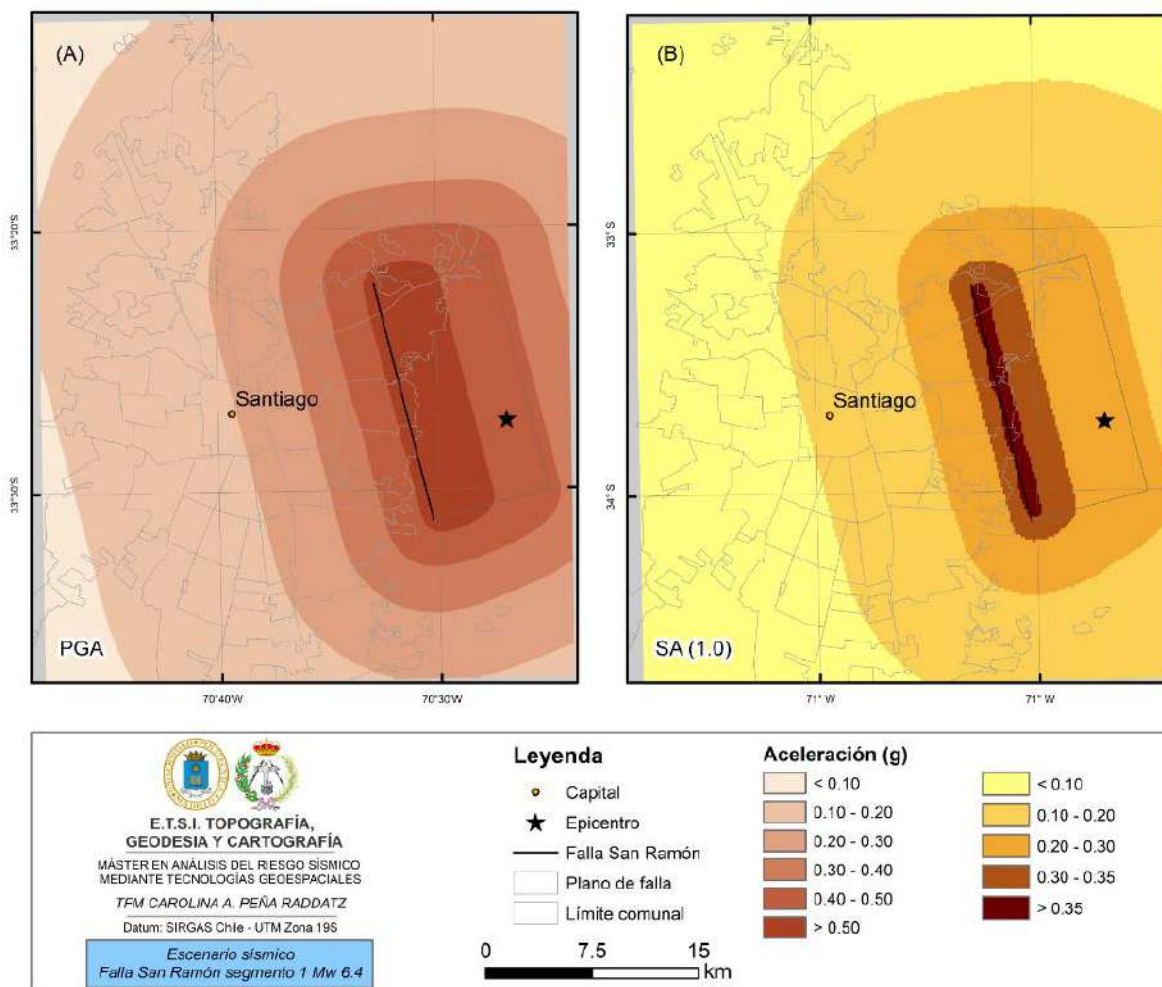 (A)
(B)
33°20'S
33° S
Santiago
Santiago
33°30'S
34° S
PGA
SA (1.0)
70°40'W
70°30'W
71° W
71° W
E.T.S.I. TOPOGRAFÍA,
GEODESIA Y CARTOGRAFÍA
MÁSTER EN ANÁLISIS DEL RIESGO SÍSMICO
MEDIANTE TECNOLOGÍAS GEOESPACIALES
TFM CAROLINA A. PEÑA RADDATZ
Datum: SIRGAS Chile - UTM Zona 19S
Escenario sísmico
Falla San Ramón segmento 1 Mw 6.4
Leyenda
Capital
Epicentro
Falla San Ramón
Plano de falla
Límite comunal
0 7.5 15
km
Aceleración (g)
< 0.10
0.10 - 0.20
0.20 - 0.30
0.30 - 0.40
0.40 - 0.50
> 0.50
< 0.10
0.10 - 0.20
0.20 - 0.30
0.30 - 0.35
> 0.35